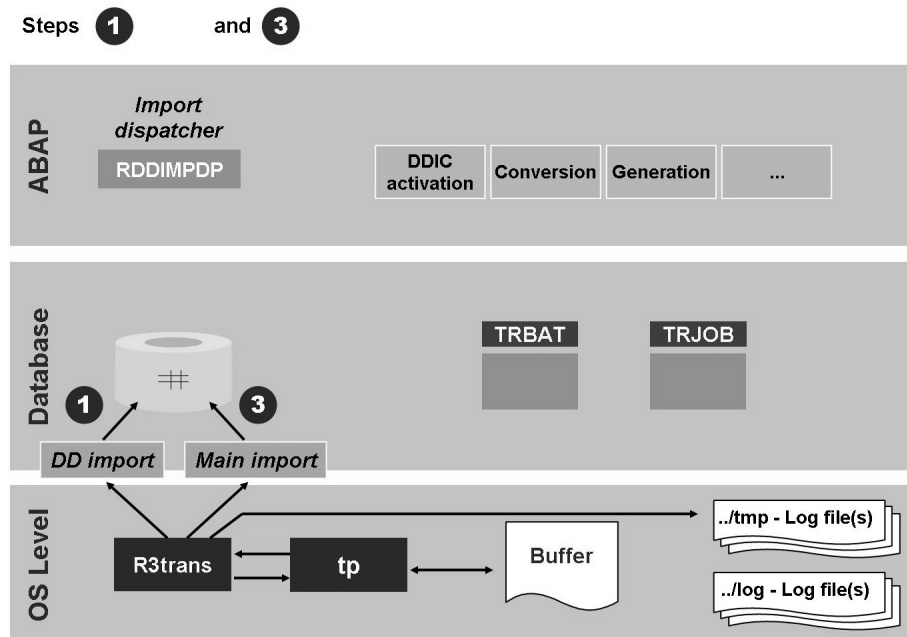 Steps 1 and 3
ABAP
Import
dispatcher
RDDIMPDP
DDIC
activation
Conversion
Generation
...
Database
TRBAT
TRJOB
1
3
DD import
Main import
OS Level
R3trans
tp
Buffer
../tmp - Log file(s)
../log - Log file(s)